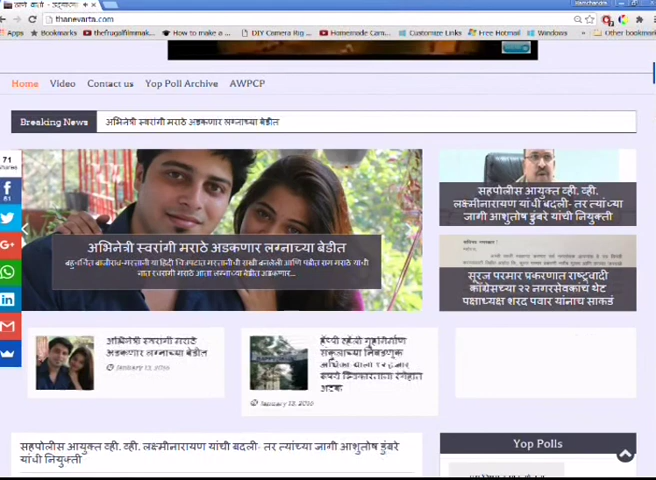 thanevarta.com
Apps
Bookmarks
thefrugalfilmmak...
How to make a ...
DIY Camera Rig ...
Homemade Cam...
Customize Links
Free Hotmail
Windows
»
Other bookmark
Home
Video
Contact us
Yop Poll Archive
AWPCP
Breaking News
अभिनेत्री स्वरांगी मराठे अडकणार लग्नाच्या बेडीत
71
shares
81
अभिनेत्री स्वरांगी मराठे अडकणार लग्नाच्या बेडीत
सहपोलीस आयुक्त व्ही. व्ही.
लक्ष्मीनारायण यांची बदली- तर त्यांच्या
जागी आशुतोष डुंबरे यांची नियुक्ती
सूरज परमार प्रकरणात राष्ट्रवादी
काँग्रेसच्या २२ नगरसेवकांचं थेट
पक्षाध्यक्ष शरद पवार यांनाच साकडं
अभिनेत्री स्वरांगी मराठे
अडकणार लग्नाच्या बेडीत
January 13, 2016
January 13, 2016
सहपोलीस आयुक्त व्ही. व्ही. लक्ष्मीनारायण यांची बदली- तर त्यांच्या जागी आशुतोष डुंबरे
यांची नियुक्ती
Yop Polls